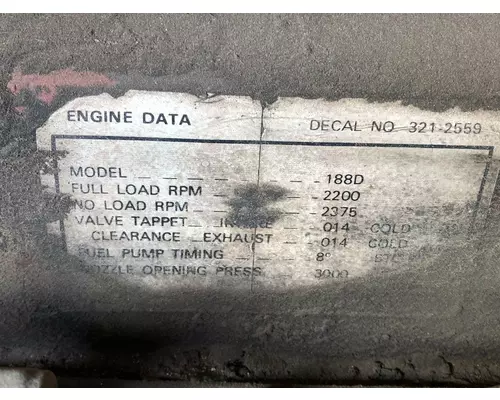 ENGINE DATA DECAL NO 321-2559
MODEL 188D
FULL LOAD RPM 2200
NO LOAD RPM 2375
VALVE TAPPET 014 COLD
CLEARANCE EXHAUST 014 COLD
FUEL PUMP TIMING 8°
NOZZLE OPENING PRESS 3000